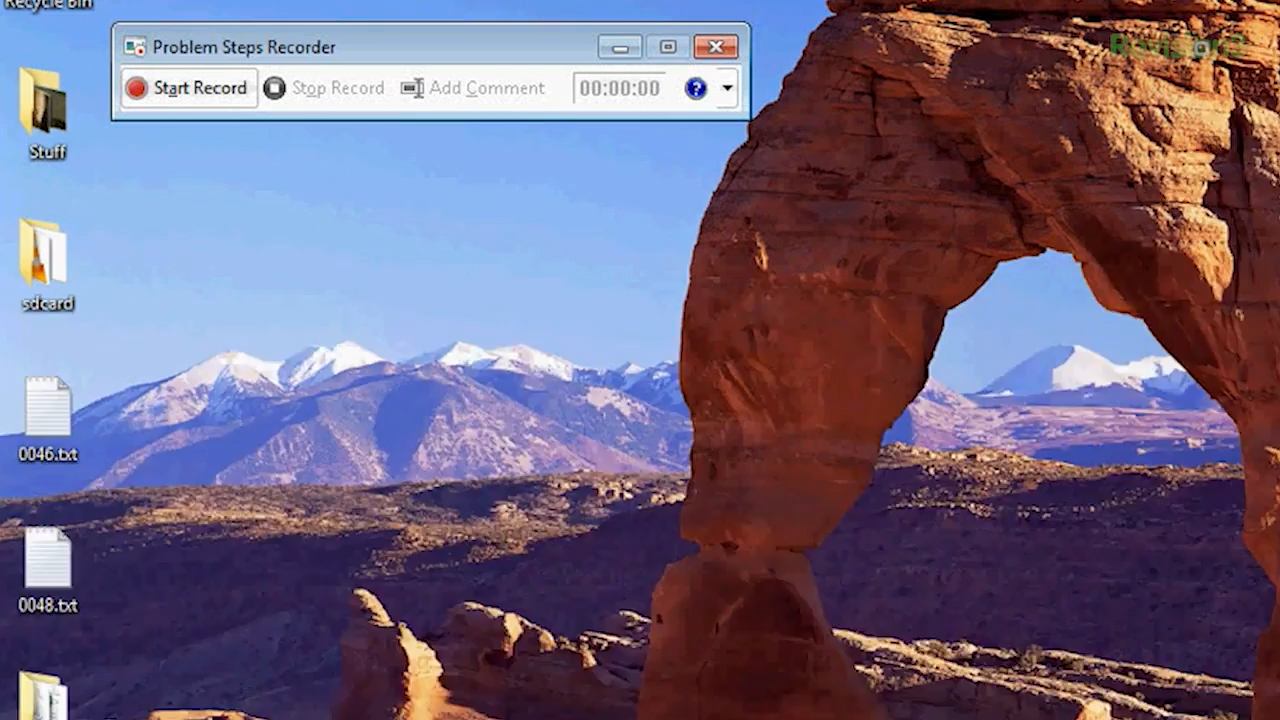 Recycle Bin
Problem Steps Recorder
Start Record Stop Record Add Comment 00:00:00 ?
Revision3
Stuff
sdcard
0046.txt
0048.txt